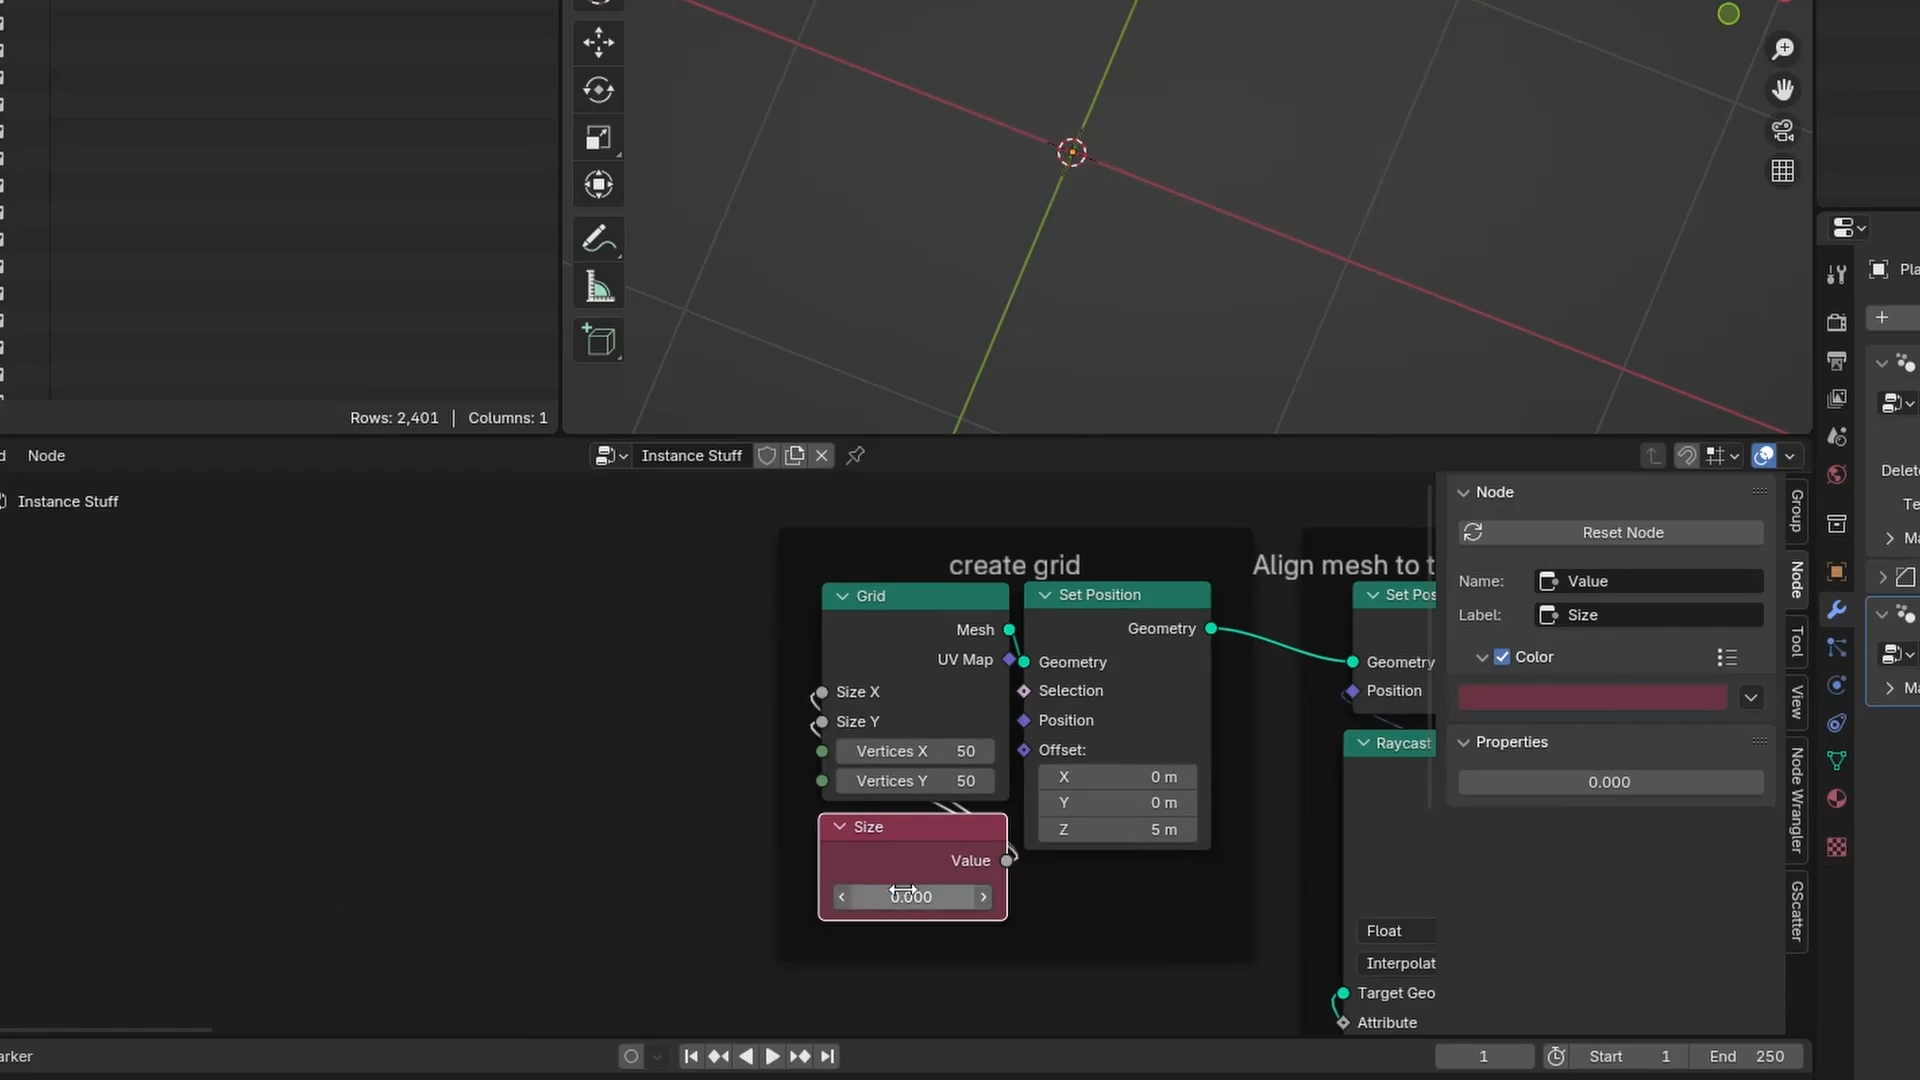 Rows: 2,401 | Columns: 1
Node
Instance Stuff
Instance Stuff
create grid
Align mesh to t
Grid
Mesh
UV Map
Size X
Size Y
Vertices X 50
Vertices Y 50
Size
Value
0.000
Set Position
Geometry
Geometry
Selection
Position
Offset:
X 0 m
Y 0 m
Z 5 m
Set Pos
Geometry
Position
Raycast
Float
Interpolat
Target Geo
Attribute
Node
Reset Node
Name: Value
Label: Size
Color
Properties
0.000
Group
Node
Tool
View
Node Wrangler
GScatter
Pla
Delet
Te
Ma
Ma
arker
1
Start 1
End 250